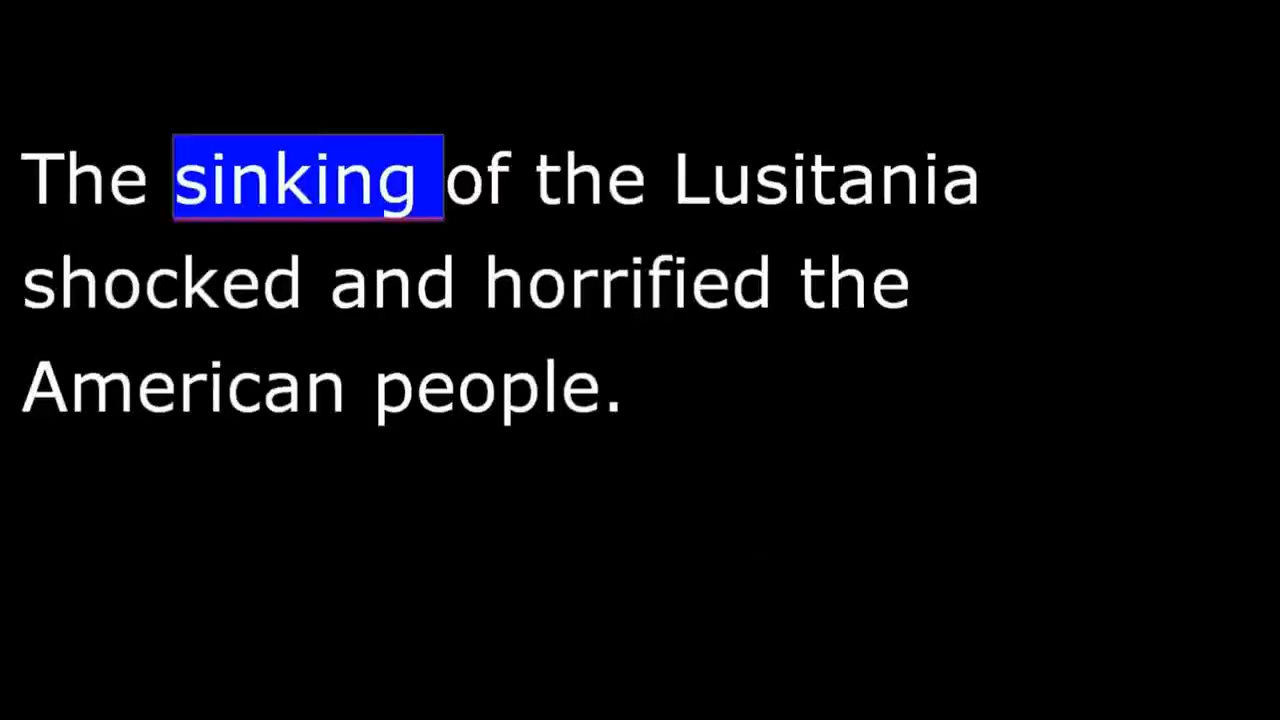 The sinking of the Lusitania
shocked and horrified the
American people.